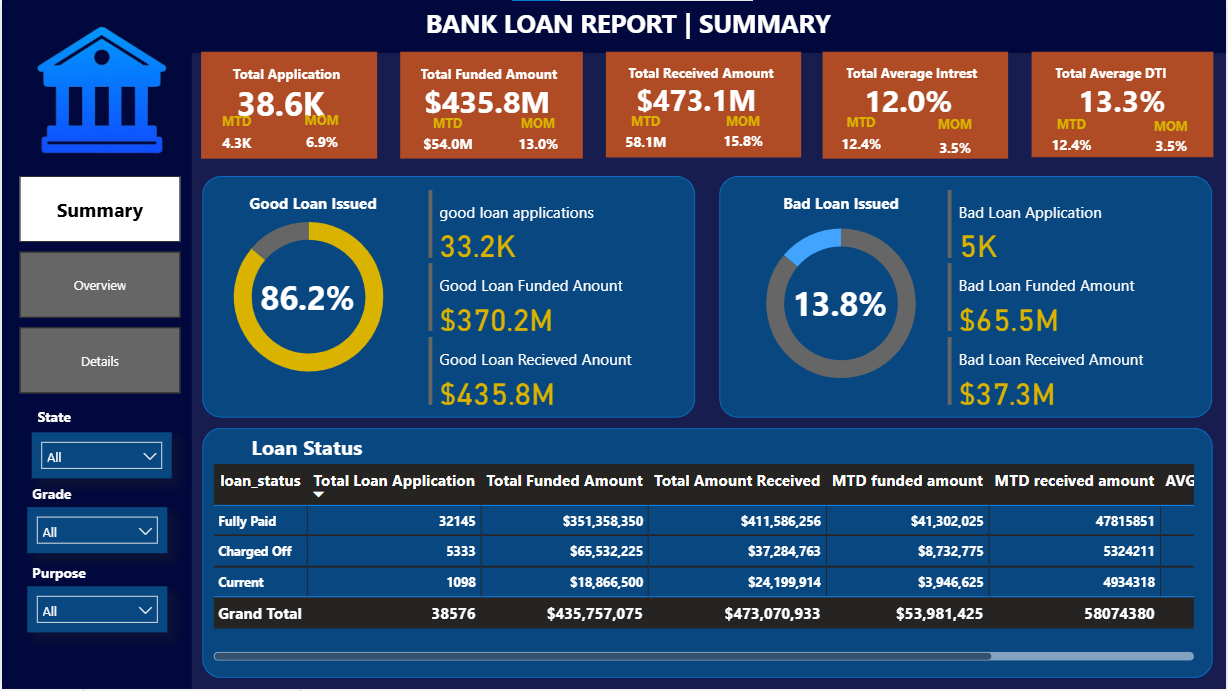 BANK LOAN REPORT | SUMMARY
Total Application
38.6K
MTD MOM
4.3K 6.9%
Total Funded Amount
$435.8M
MTD MOM
$54.0M 13.0%
Total Received Amount
$473.1M
MTD MOM
58.1M 15.8%
Total Average Intrest
12.0%
MTD MOM
12.4% 3.5%
Total Average DTI
13.3%
MTD MOM
12.4% 3.5%
Summary
Overview
Details
State
All
Grade
All
Purpose
All
Good Loan Issued
86.2%
good loan applications
33.2K
Good Loan Funded Anount
$370.2M
Good Loan Recieved Anount
$435.8M
Bad Loan Issued
13.8%
Bad Loan Application
5K
Bad Loan Funded Amount
$65.5M
Bad Loan Received Amount
$37.3M
Loan Status
loan_status Total Loan Application Total Funded Amount Total Amount Received MTD funded amount MTD received amount AVG
Fully Paid 32145 $351,358,350 $411,586,256 $41,302,025 47815851
Charged Off 5333 $65,532,225 $37,284,763 $8,732,775 5324211
Current 1098 $18,866,500 $24,199,914 $3,946,625 4934318
Grand Total 38576 $435,757,075 $473,070,933 $53,981,425 58074380